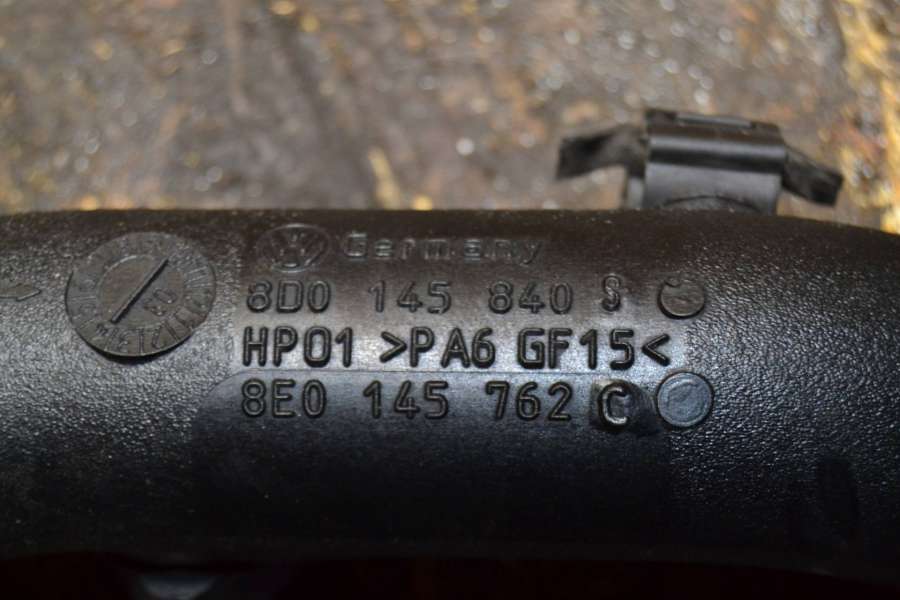 Germany
8D0 145 840 S
HP01 >PA6 GF15<
8E0 145 762 C